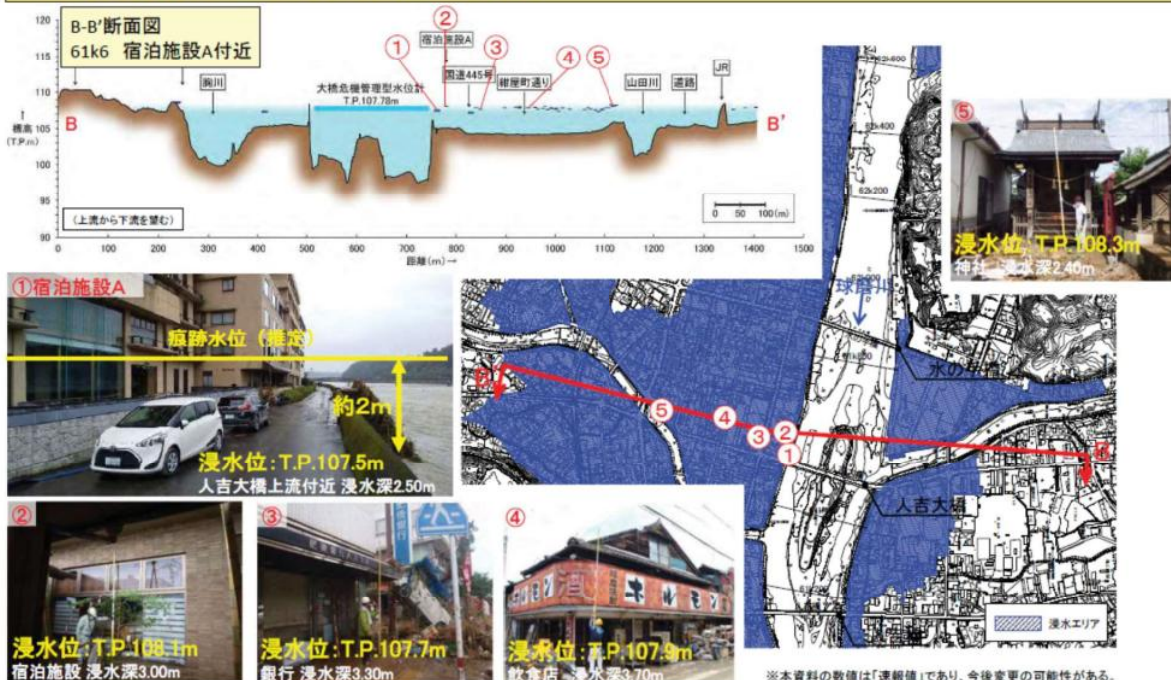 B-B'断面図
61k6 宿泊施設A付近
① ② ③ ④ ⑤
宿泊施設A
胸川
大橋危機管理型水位計
T.P.107.78m
国道445号
紺屋町通り
山田川
道路
JR
120
115
110
105
100
95
90
↑
標高
(T.P.m)
B
B'
(上流から下流を望む)
0 50 100(m)
0 100 200 300 400 500 600 700 800 900 1000 1100 1200 1300 1400 1500
距離(m)→
①宿泊施設A
痕跡水位(推定)
約2m
浸水位:T.P.107.5m
人吉大橋上流付近 浸水深2.50m
②
浸水位:T.P.108.1m
宿泊施設 浸水深3.00m
③
浸水位:T.P.107.7m
銀行 浸水深3.30m
④
ホルモン
浸水位:T.P.107.9m
飲食店 浸水深3.70m
⑤
浸水位:T.P.108.3m
神社 浸水深2.40m
62k600
62k400
62k200
球磨川
人吉大橋
B'
⑤
④
③
②
①
B
浸水エリア
※本資料の数値は「速報値」であり、今後変更の可能性がある。